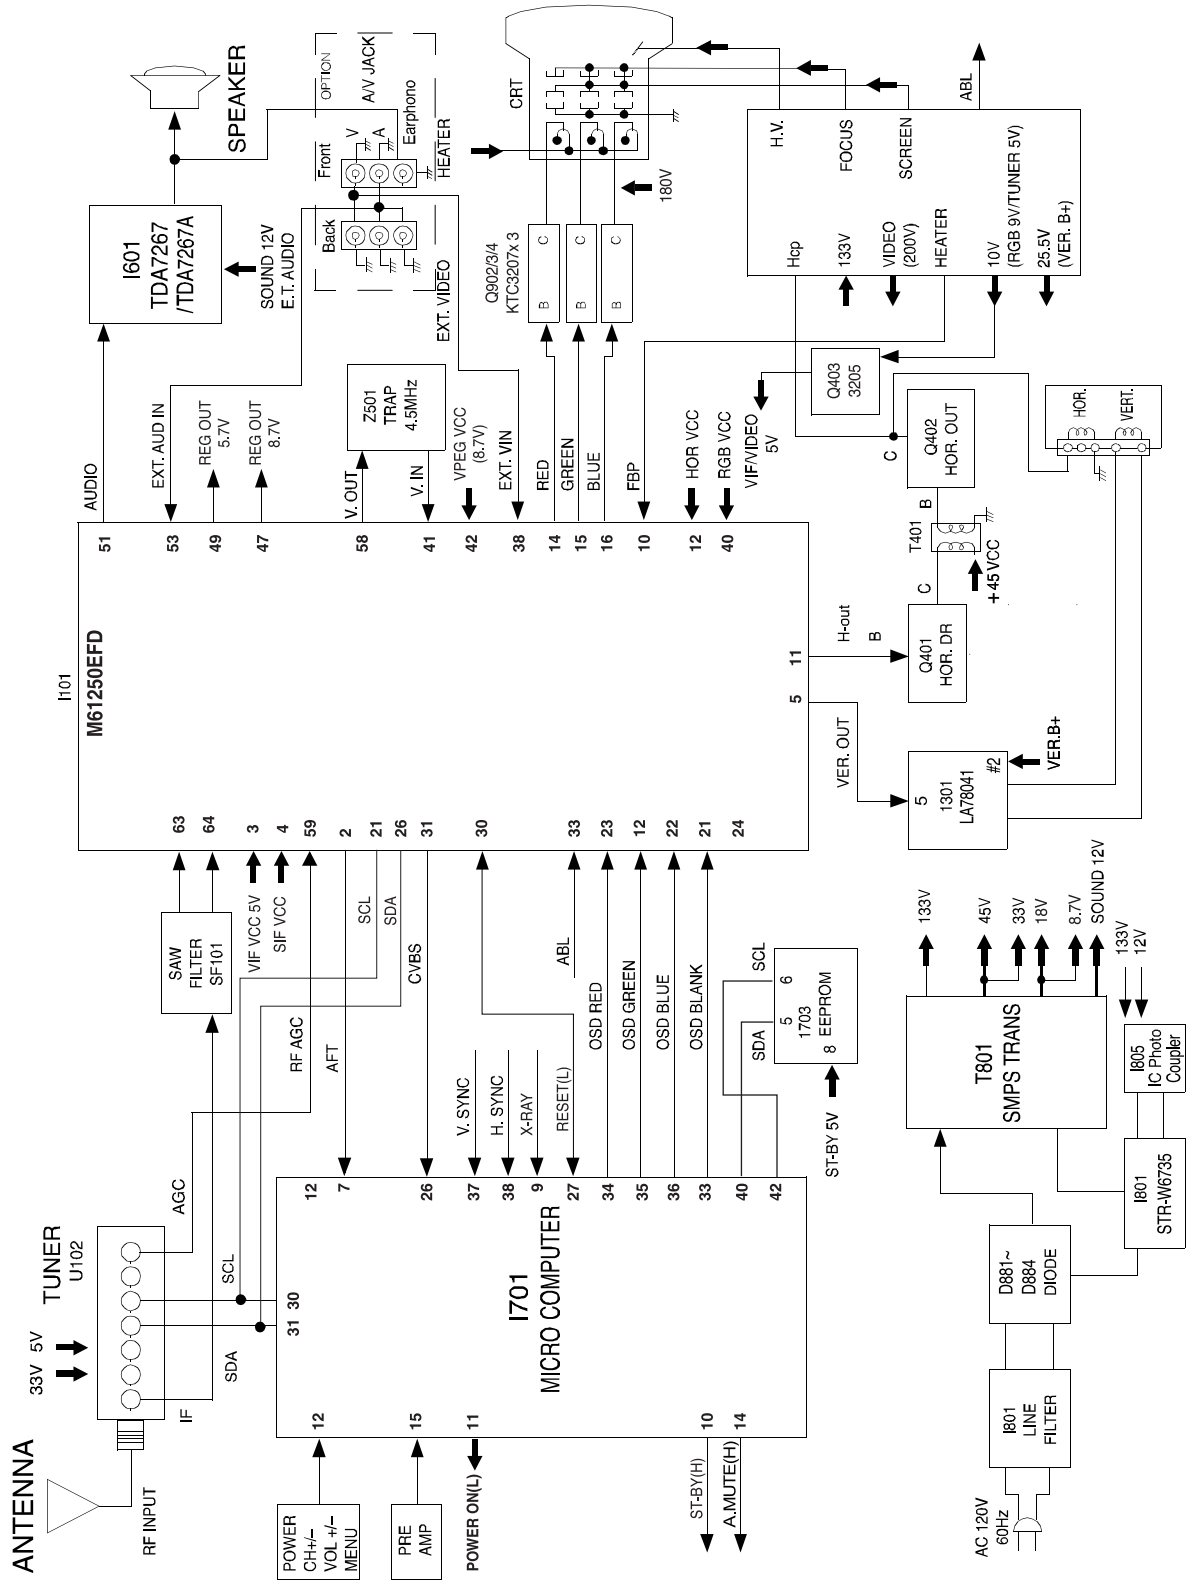 ANTENNA
RF INPUT
33V
5V
TUNER
U102
IF
AGC
SCL
SDA
POWER
CH+/–
VOL +/–
MENU
PRE
AMP
POWER ON(L)
12
15
11
I701
MICRO COMPUTER
30
31
12
7
26
37
38
9
27
34
35
36
33
40
42
10
14
ST-BY(H)
A.MUTE(H)
SAW
FILTER
SF101
VIF VCC 5V
SIF VCC
RF AGC
AFT
SCL
SDA
CVBS
V. SYNC
H. SYNC
X-RAY
RESET(L)
ABL
OSD RED
OSD GREEN
OSD BLUE
OSD BLANK
SDA
SCL
5
6
1703
8 EEPROM
ST-BY 5V
I101
M61250EFD
63
64
3
4
59
2
21
26
31
30
33
23
12
22
21
24
51
53
49
47
58
41
42
38
14
15
16
10
12
40
5
11
AUDIO
EXT. AUD IN
REG OUT
5.7V
REG OUT
8.7V
V. OUT
V. IN
VPEG VCC
(8.7V)
EXT. VIN
RED
GREEN
BLUE
FBP
HOR VCC
RGB VCC
VIF/VIDEO
5V
I601
TDA7267
/TDA7267A
SOUND 12V
E.T. AUDIO
SPEAKER
OPTION
A/V JACK
Front
V
A
Earphono
Back
HEATER
EXT. VIDEO
Z501
TRAP
4.5MHz
Q902/3/4
KTC3207x 3
B
C
B
C
B
C
180V
CRT
H.V.
FOCUS
SCREEN
ABL
Hcp
133V
VIDEO
(200V)
HEATER
10V
(RGB 9V/TUNER 5V)
25.5V
(VER. B+)
Q403
3205
Q402
HOR. OUT
C
B
T401
+45 VCC
C
Q401
HOR. DR
H-out
B
VER. OUT
5
1301
LA78041
#2
VER.B+
HOR.
VERT.
AC 120V
60Hz
I801
LINE
FILTER
D881~
D884
DIODE
I801
STR-W6735
I805
IC Photo
Coupler
133V
12V
T801
SMPS TRANS
133V
45V
33V
18V
8.7V
SOUND 12V